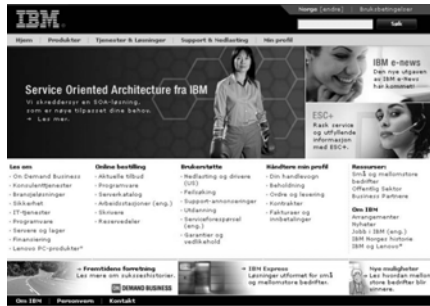 IBM
Norge [endre] | Bruksbetingelser
Søk
Hjem | Produkter | Tjenester & Løsninger | Support & Nedlasting | Min profil
Service Oriented Architecture fra IBM
Vi skreddersyr en SOA-løsning,
som er nøye tilpasset dine behov.
→ Les mer.
IBM e-news
Den nye utgaven
av IBM e-News
har kommet!
ESC+
Rask service
og utfyllende
informasjon
med ESC+.
Les om
On Demand Business
Konsulenttjenester
Bransjeløsninger
Sikkerhet
IT-tjenester
Programvare
Servere og lager
Finansiering
Lenovo PC-produkter*
Online bestilling
Aktuelle tilbud
Programvare
Serverkatalog
Arbeidsstasjoner (eng.)
Skrivere
Reservedeler
Brukerstøtte
Nedlasting og drivere
(US)
Feilsøking
Support-annonseringer
Utdanning
Serviceforespørsel
(eng.)
Garantier og
vedlikehold
Håndtere min profil
Din handlevogn
Beholdning
Ordre og levering
Kontrakter
Fakturaer og
innbetalinger
Ressurser:
Små og mellomstore
bedrifter
Offentlig Sektor
Business Partnere
Om IBM
Arrangementer
Nyheter
Jobb i IBM (eng.)
IBM Norges historie
IBM og Lenovo*
→ Fremtidens forretning
Les mere om suksesshistorier.
ON DEMAND BUSINESS
→ IBM Express
Løsninger utformet for små
og mellomstore bedrifter.
Nye muligheter
Les hvordan mellom
store bedrifter blir
vinnere.
Om IBM | Personvern | Kontakt